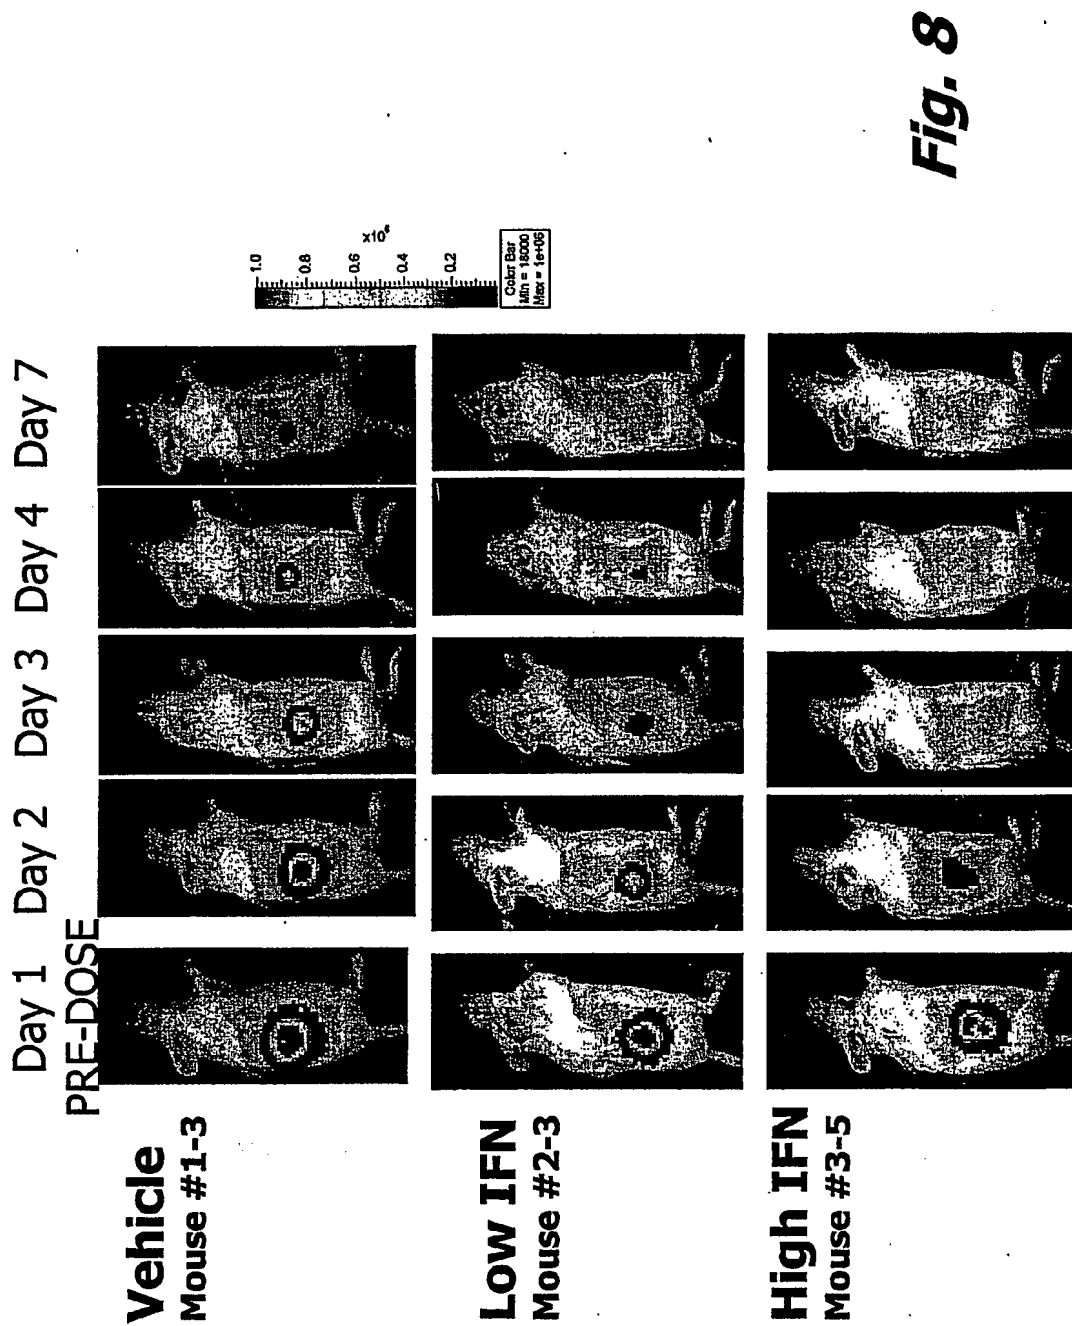 Day 1 Day 2 Day 3 Day 4 Day 7
PRE-DOSE
Vehicle
Mouse #1-3
1.0
0.8
0.6
0.4
0.2
Color Bar
Min = 18000
Max = 1e+06
Low IFN
Mouse #2-3
High IFN
Mouse #3-5
Fig. 8